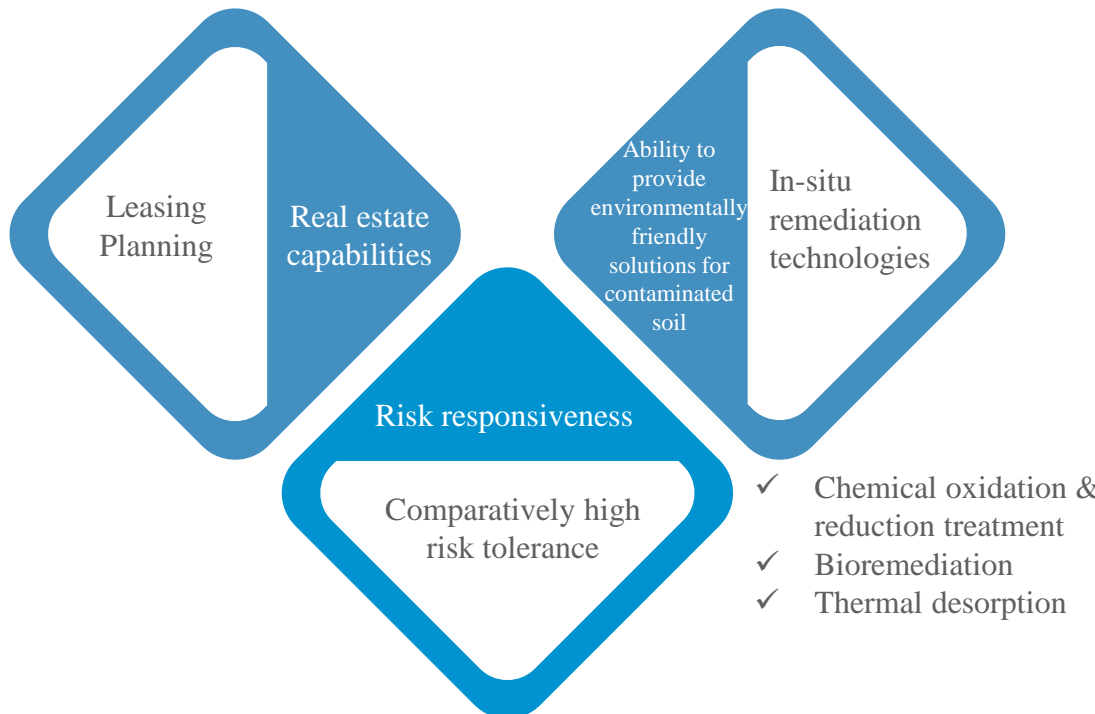 Leasing
Planning
Real estate
capabilities
Ability to
provide
environmentally
friendly
solutions for
contaminated
soil
In-situ
remediation
technologies
Risk responsiveness
Comparatively high
risk tolerance
✓ Chemical oxidation &
reduction treatment
✓ Bioremediation
✓ Thermal desorption